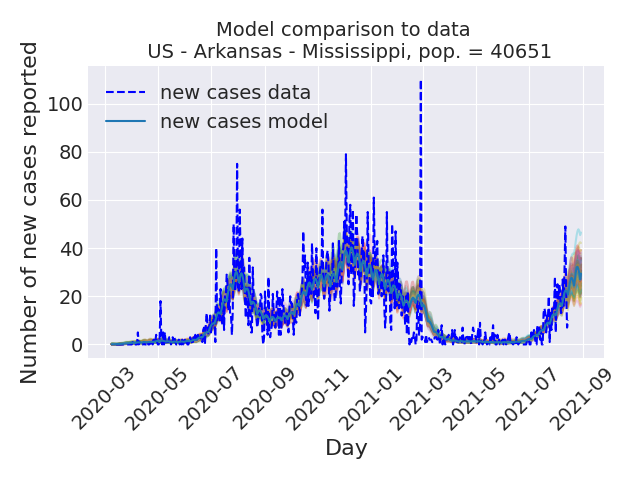 Model comparison to data
US - Arkansas - Mississippi, pop. = 40651
Number of new cases reported
100
80
60
40
20
0
new cases data
new cases model
2020-03
2020-05
2020-07
2020-09
2020-11
2021-01
2021-03
2021-05
2021-07
2021-09
Day